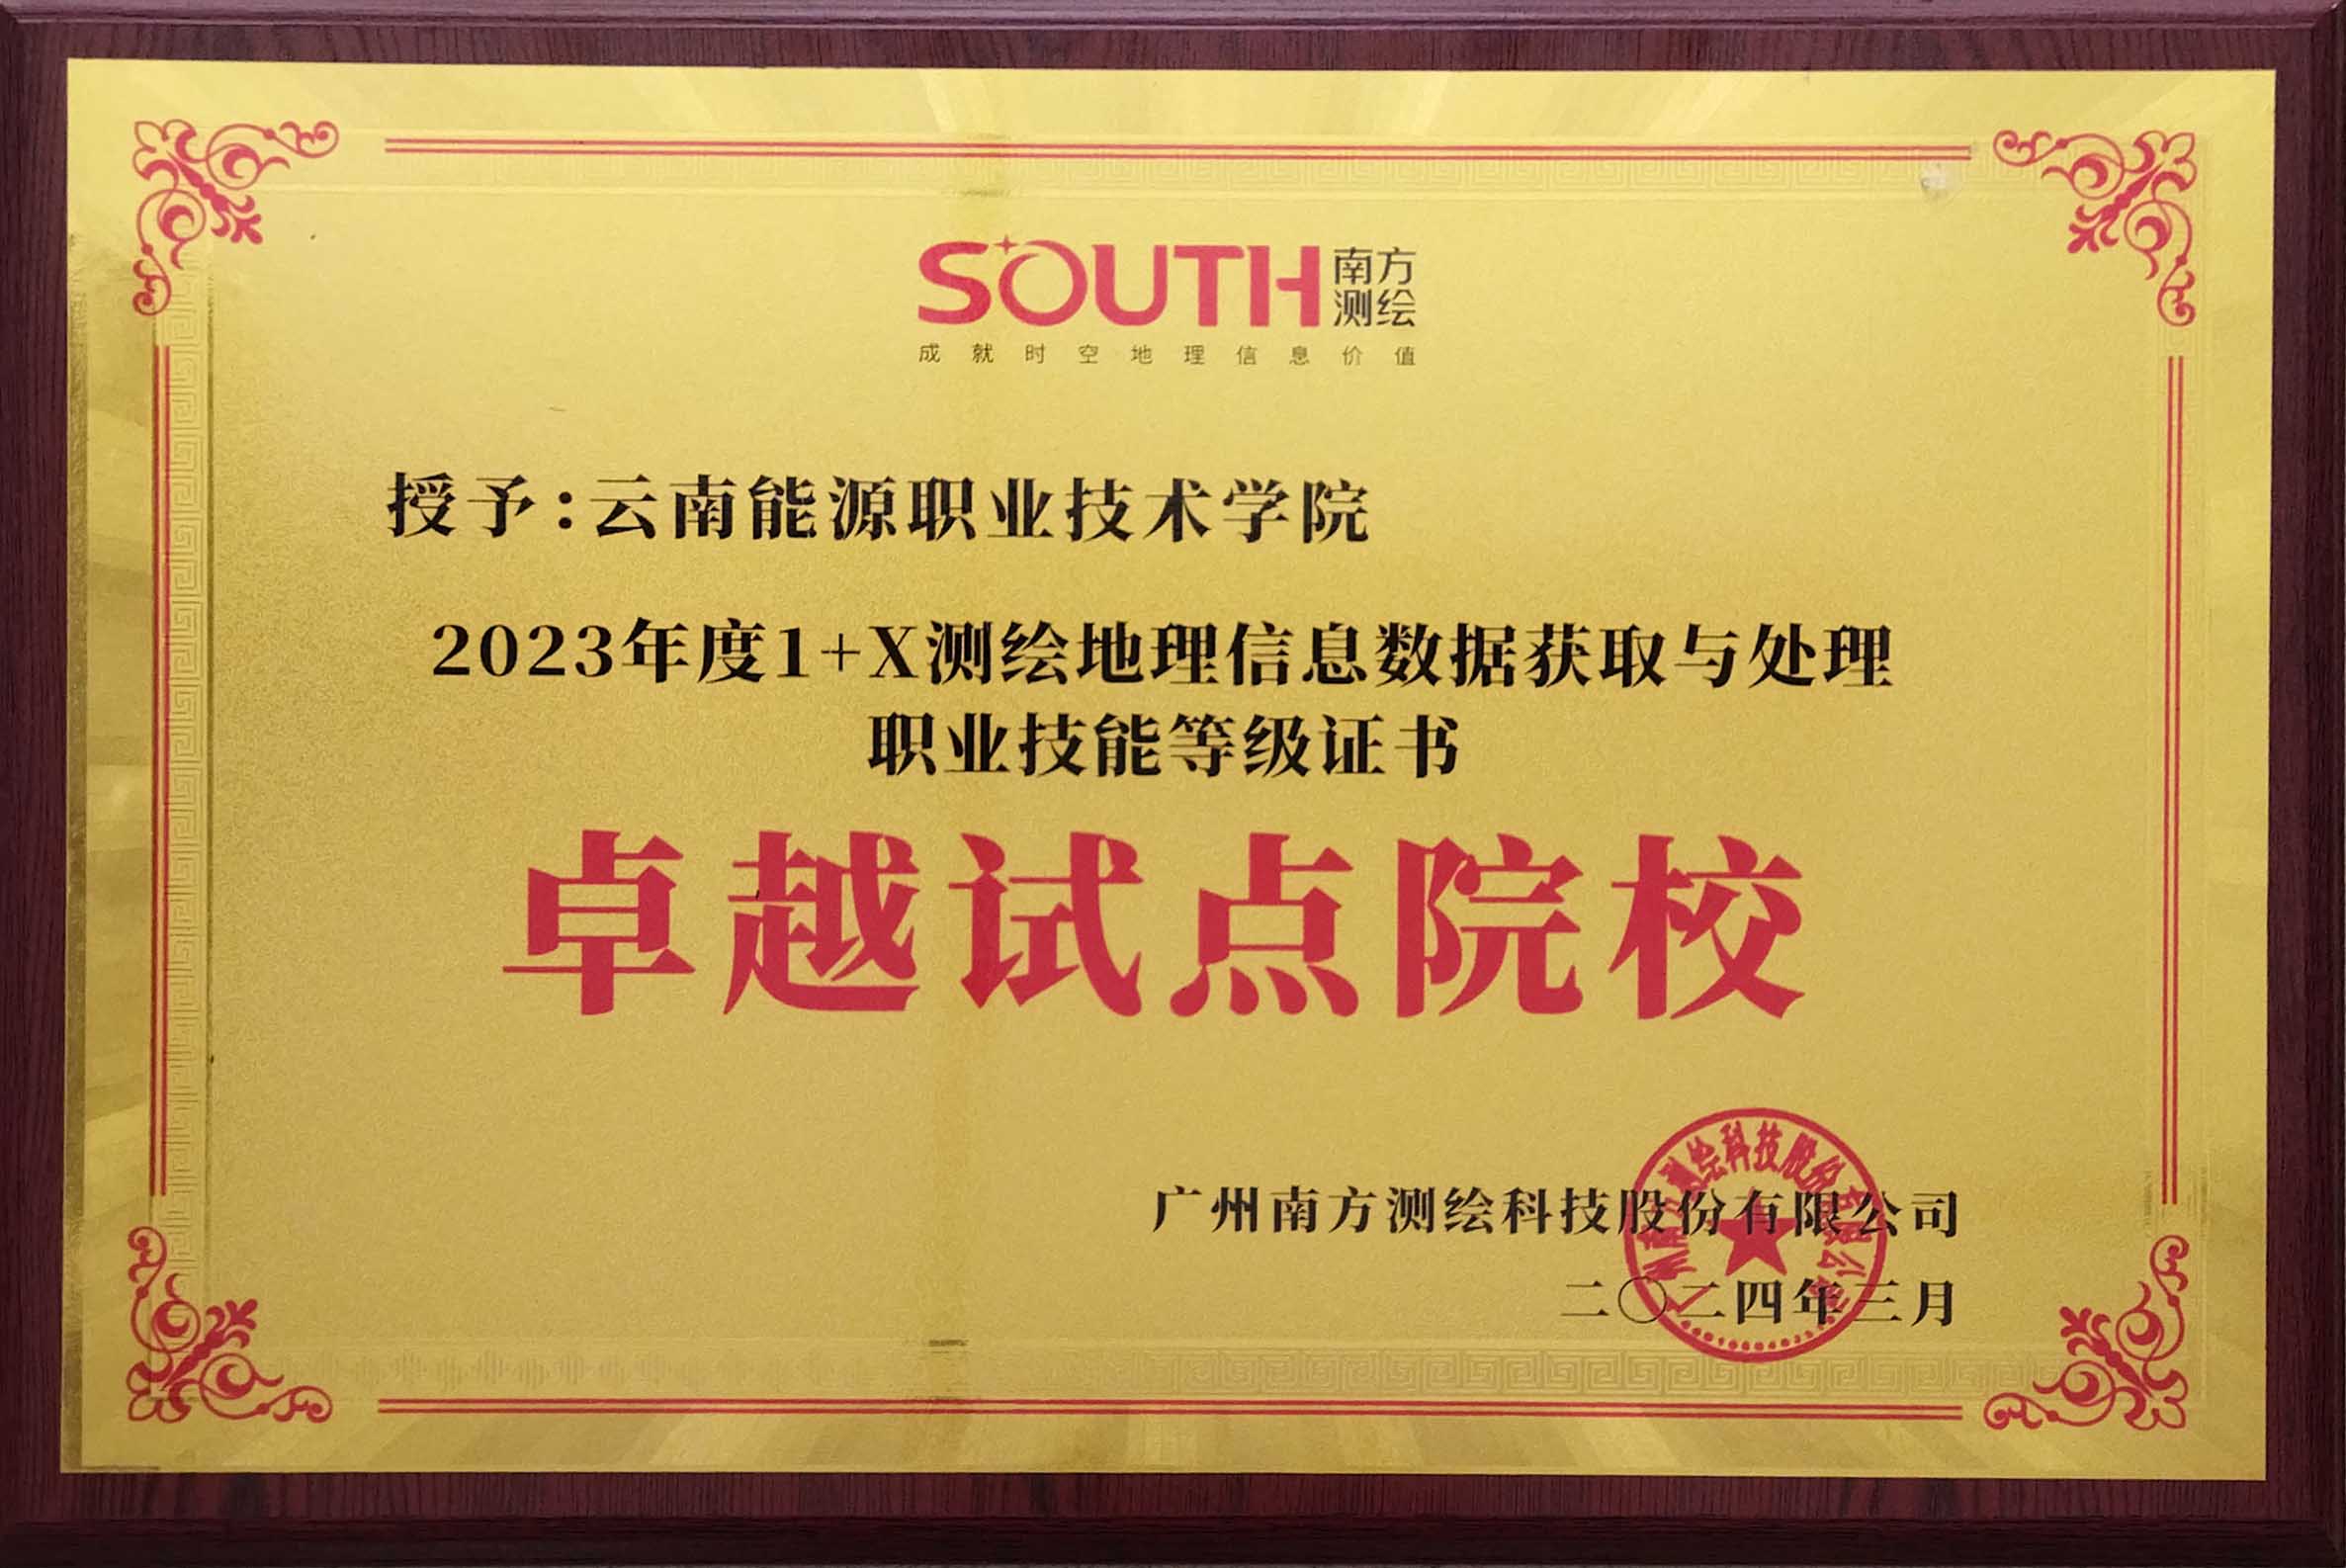 SOUTH 南方测绘
成就时空地理信息价值
授予：云南能源职业技术学院
2023年度1+X测绘地理信息数据获取与处理
职业技能等级证书
卓越试点院校
广州南方测绘科技股份有限公司
二〇二四年三月